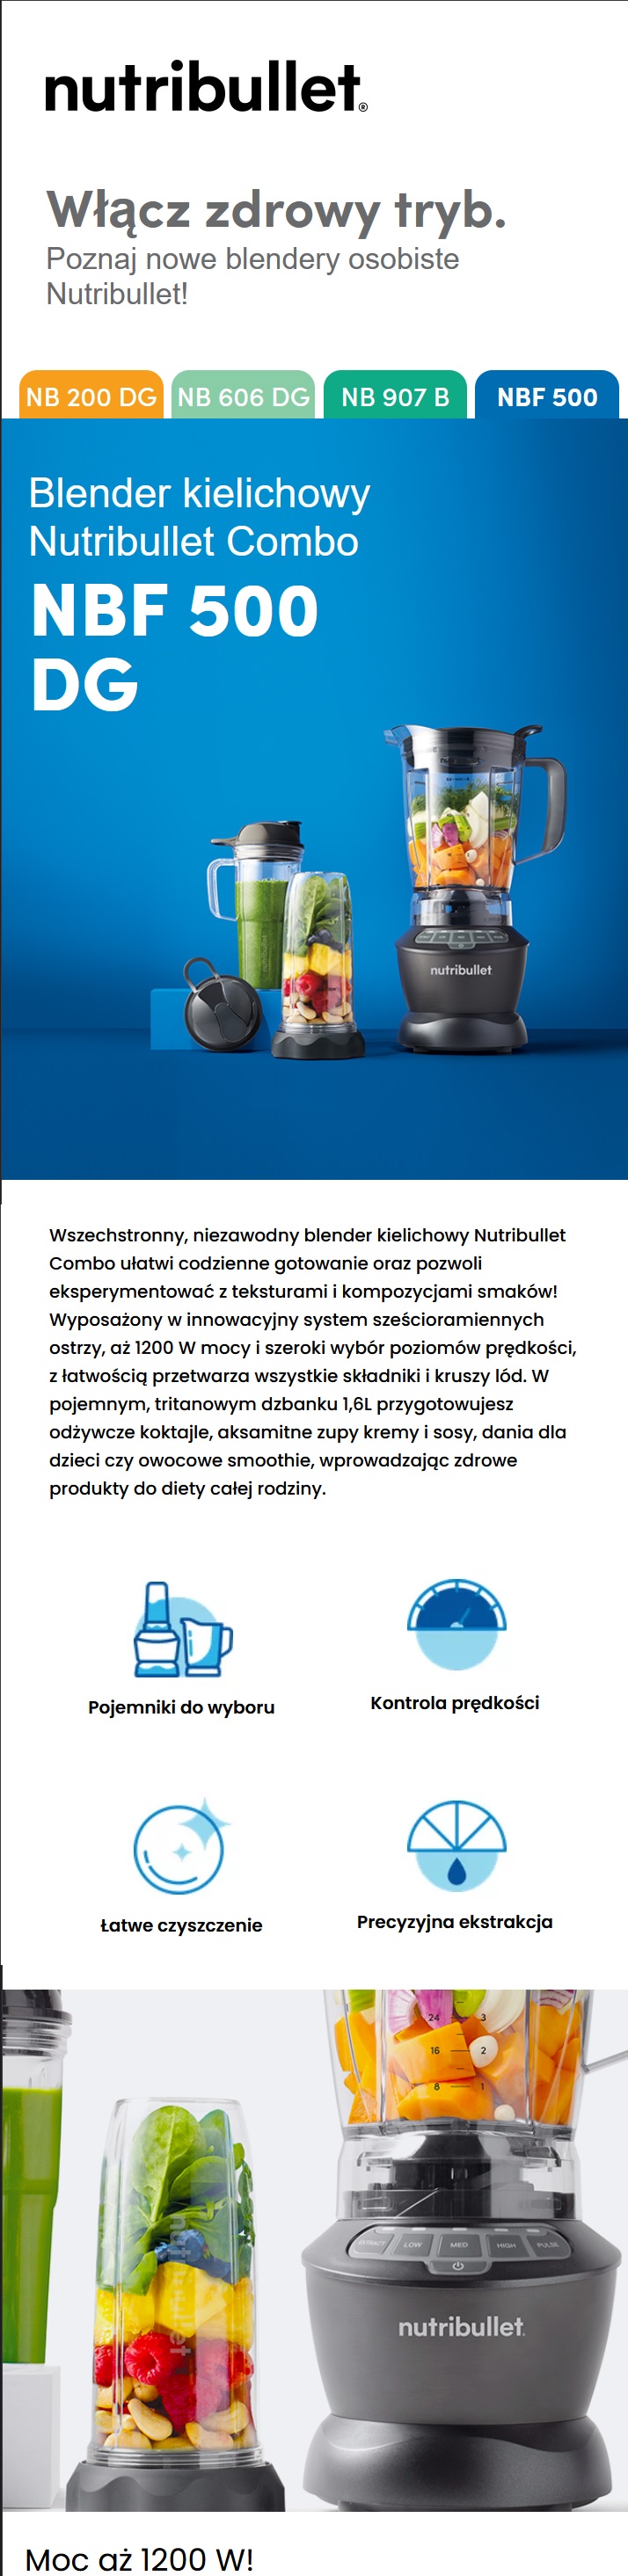 nutribullet®
Włącz zdrowy tryb.
Poznaj nowe blendery osobiste
Nutribullet!
NB 200 DG NB 606 DG NB 907 B NBF 500
Blender kielichowy
Nutribullet Combo
NBF 500
DG
nutribullet
Wszechstronny, niezawodny blender kielichowy Nutribullet
Combo ułatwi codzienne gotowanie oraz pozwoli
eksperymentować z teksturami i kompozycjami smaków!
Wyposażony w innowacyjny system sześcioramiennych
ostrzy, aż 1200 W mocy i szeroki wybór poziomów prędkości,
z łatwością przetwarza wszystkie składniki i kruszy lód. W
pojemnym, tritanowym dzbanku 1,6L przygotowujesz
odżywcze koktajle, aksamitne zupy kremy i sosy, dania dla
dzieci czy owocowe smoothie, wprowadzając zdrowe
produkty do diety całej rodziny.
Pojemniki do wyboru Kontrola prędkości
Łatwe czyszczenie Precyzyjna ekstrakcja
24 3
16 2
8 1
nutribullet
EXTRACT LOW MED HIGH PULSE
nutribullet
Moc aż 1200 W!